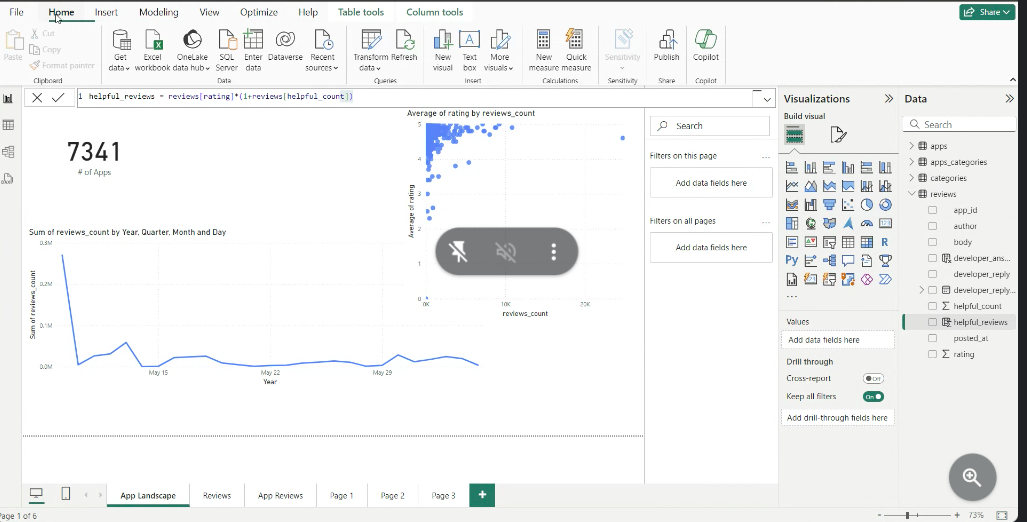 File Home Insert Modeling View Optimize Help Table tools Column tools Share
Paste Cut Copy Format painter
Get data Excel workbook OneLake data hub SQL Server Enter data Dataverse Recent sources
Transform data Refresh New visual Text box More visuals New measure Quick measure Sensitivity Publish Copilot
Clipboard Data Queries Insert Calculations Sensitivity Share Copilot
1 helpful_reviews = reviews[rating]*(1+reviews[helpful_count])
7341
# of Apps
Average of rating by reviews_count
5
4
3
2
1
0
Average of rating
0K 10K 20K
reviews_count
Sum of reviews_count by Year, Quarter, Month and Day
0.3M
0.2M
0.1M
0.0M
Sum of reviews_count
May 15 May 22 May 29
Year
Search
Filters on this page ...
Add data fields here
Filters on all pages ...
Add data fields here
Visualizations
Build visual
R
Py
...
Values
Add data fields here
Drill through
Cross-report Off
Keep all filters On
Add drill-through fields here
Data
Search
apps
apps_categories
categories
reviews
app_id
author
body
developer_ans...
developer_reply
developer_reply...
helpful_count
helpful_reviews
posted_at
rating
App Landscape Reviews App Reviews Page 1 Page 2 Page 3 +
Page 1 of 6
- + 73%